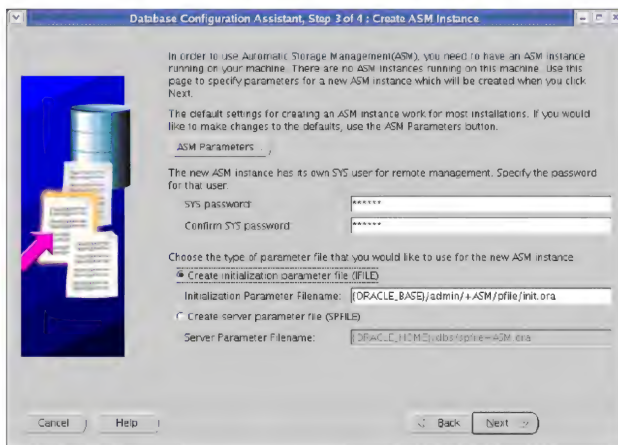 Database Configuration Assistant, Step 3 of 4 : Create ASM Instance
In order to use Automatic Storage Management(ASM), you need to have an ASM instance
running on your machine. There are no ASM instances running on this machine. Use this
page to specify parameters for a new ASM instance which will be created when you click
Next.
The default settings for creating an ASM instance work for most installations. If you would
like to make changes to the defaults, use the ASM Parameters button.
ASM Parameters...
The new ASM instance has its own SYS user for remote management. Specify the password
for that user.
SYS password: ******
Confirm SYS password: ******
Choose the type of parameter file that you would like to use for the new ASM instance
Create initialization parameter file (IFILE)
Initialization Parameter Filename: {ORACLE_BASE}/admin/+ASM/pfile/init.ora
Create server parameter file (SPFILE)
Server Parameter Filename: {ORACLE_HOME}/dbs/spfile+ASM.ora
Cancel Help Back Next